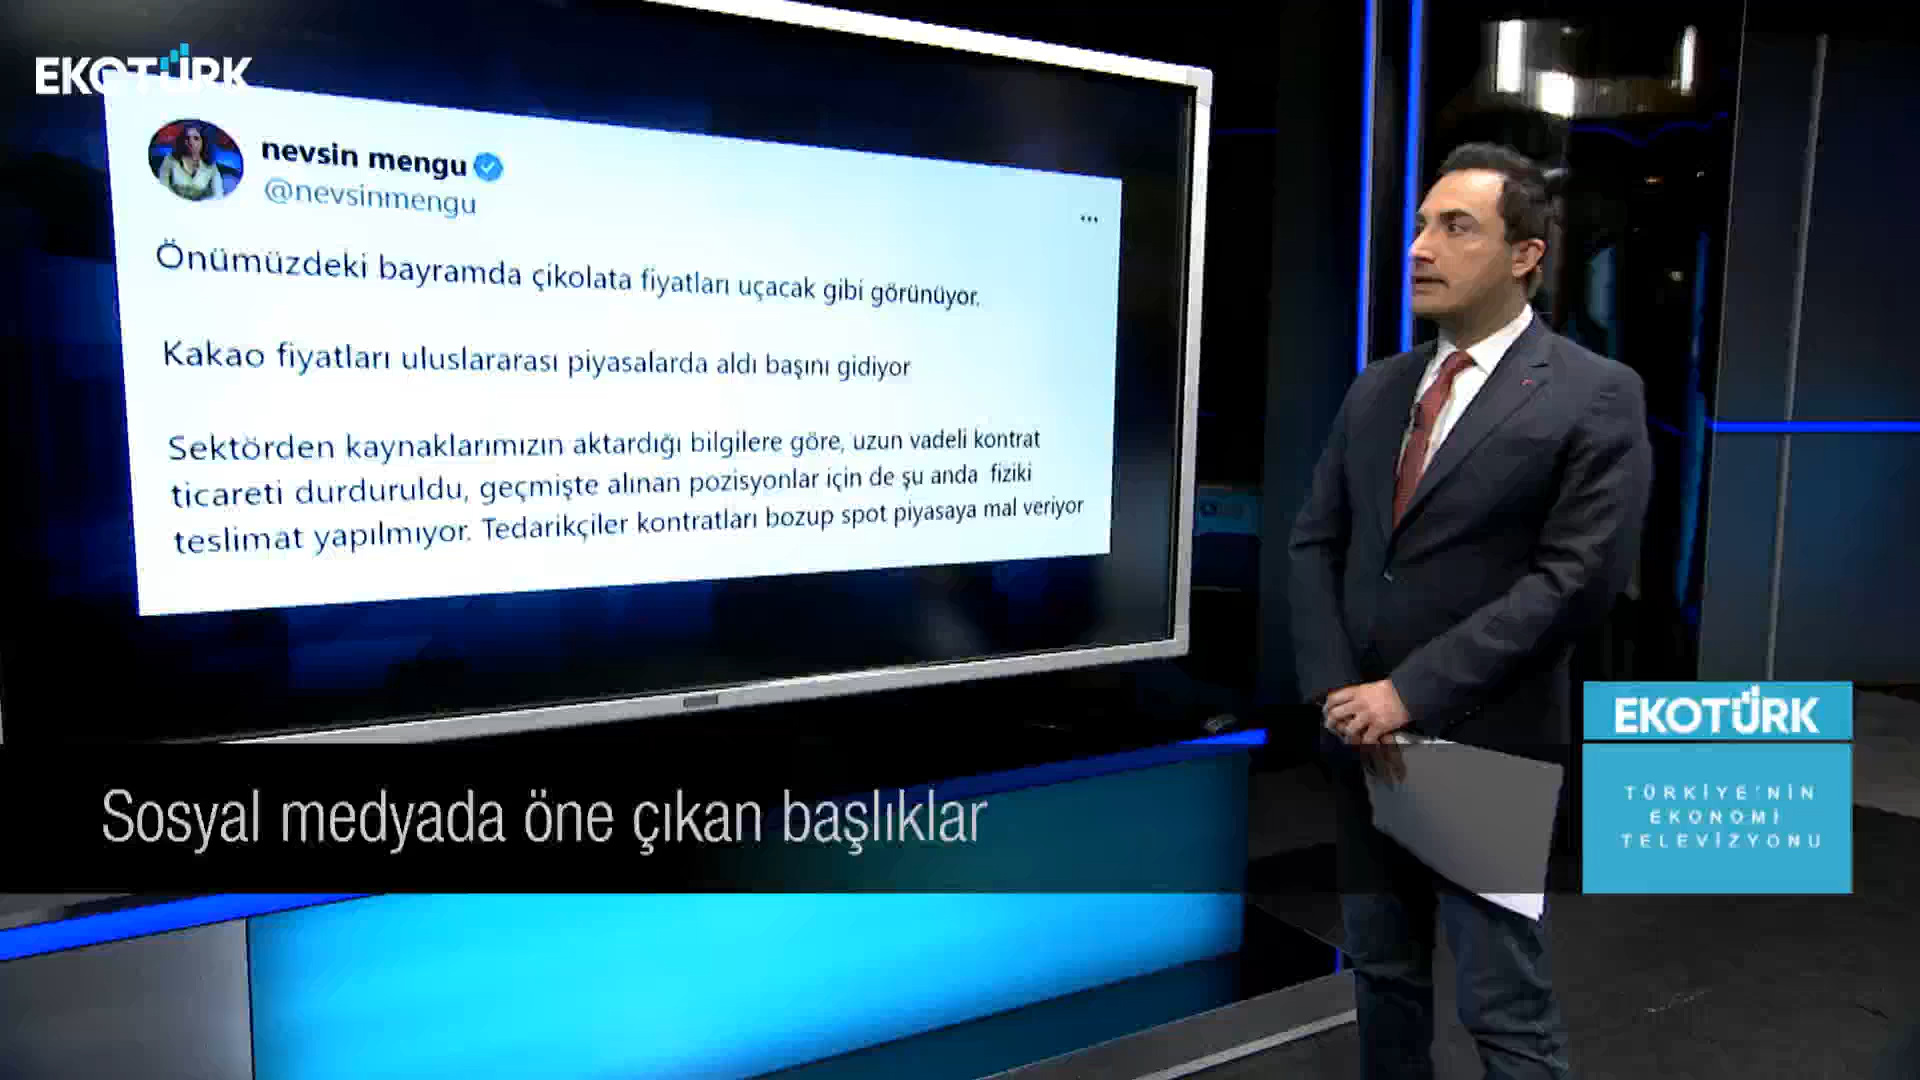 EKOTÜRK
nevsin mengu
@nevsinmengu
...
Önümüzdeki bayramda çikolata fiyatları uçacak gibi görünüyor.
Kakao fiyatları uluslararası piyasalarda aldı başını gidiyor
Sektörden kaynaklarımızın aktardığı bilgilere göre, uzun vadeli kontrat
ticareti durduruldu, geçmişte alınan pozisyonlar için de şu anda fiziki
teslimat yapılmıyor. Tedarikçiler kontratları bozup spot piyasaya mal veriyor
Sosyal medyada öne çıkan başlıklar
EKOTÜRK
TÜRKİYE'NİN
EKONOMİ
TELEVİZYONU